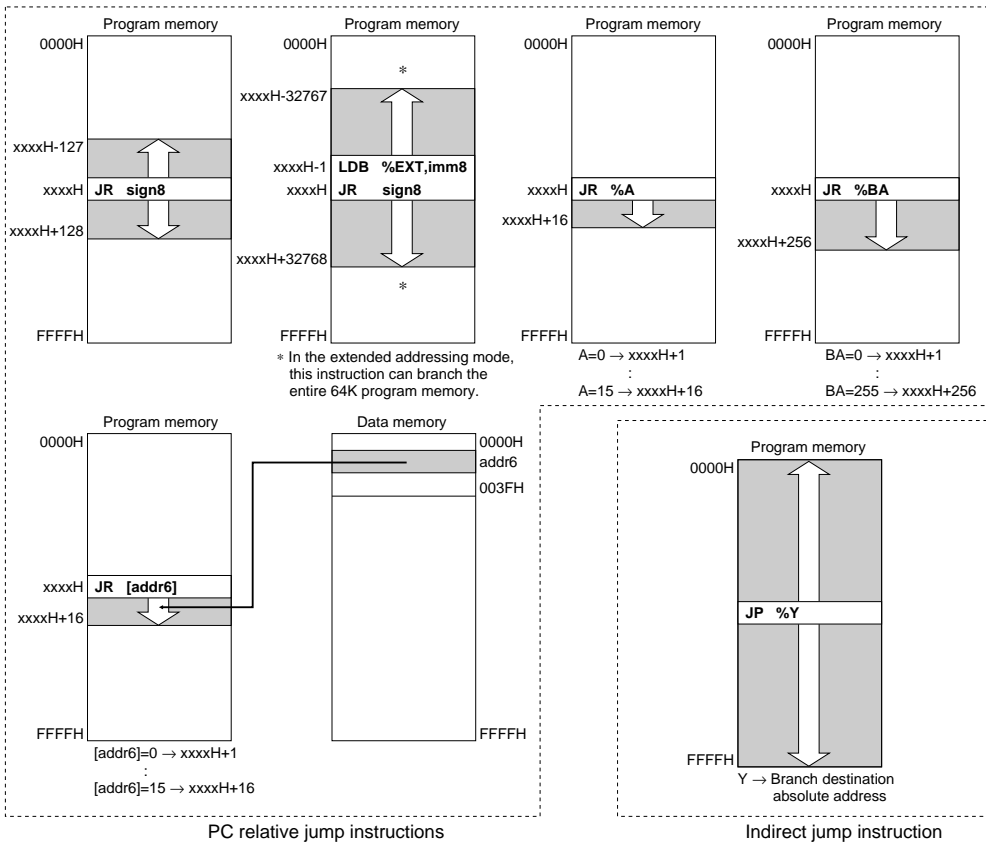 Program memory
0000H
xxxxH-127
xxxxH
JR sign8
xxxxH+128
FFFFH
Program memory
0000H
*
xxxxH-32767
xxxxH-1
LDB %EXT,imm8
xxxxH
JR sign8
xxxxH+32768
*
FFFFH
* In the extended addressing mode,
this instruction can branch the
entire 64K program memory.
Program memory
0000H
xxxxH
JR %A
xxxxH+16
FFFFH
A=0 → xxxxH+1
:
A=15 → xxxxH+16
Program memory
0000H
xxxxH
JR %BA
xxxxH+256
FFFFH
BA=0 → xxxxH+1
:
BA=255 → xxxxH+256
Program memory
0000H
xxxxH
JR [addr6]
xxxxH+16
FFFFH
[addr6]=0 → xxxxH+1
:
[addr6]=15 → xxxxH+16
Data memory
0000H
addr6
003FH
FFFFH
PC relative jump instructions
Program memory
0000H
JP %Y
FFFFH
Y → Branch destination
absolute address
Indirect jump instruction